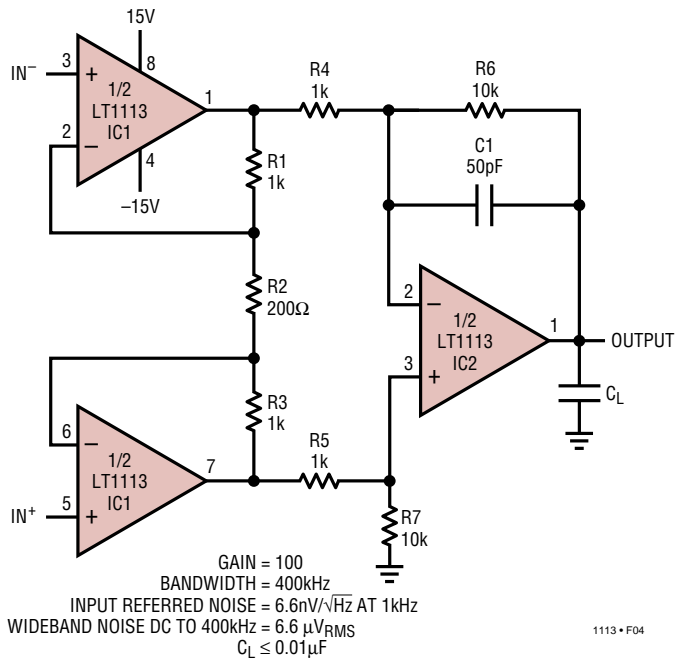 15V
IN–
3
+
8
1/2
LT1113
IC1
1
2
–
4
–15V
R4
1k
R6
10k
C1
50pF
R1
1k
R2
200Ω
R3
1k
2
–
1/2
LT1113
IC2
3
+
1
OUTPUT
CL
6
–
1/2
LT1113
IC1
7
IN+
5
+
R5
1k
R7
10k
GAIN = 100
BANDWIDTH = 400kHz
INPUT REFERRED NOISE = 6.6nV/√Hz AT 1kHz
WIDEBAND NOISE DC TO 400kHz = 6.6 µVRMS
CL ≤ 0.01µF
1113 • F04